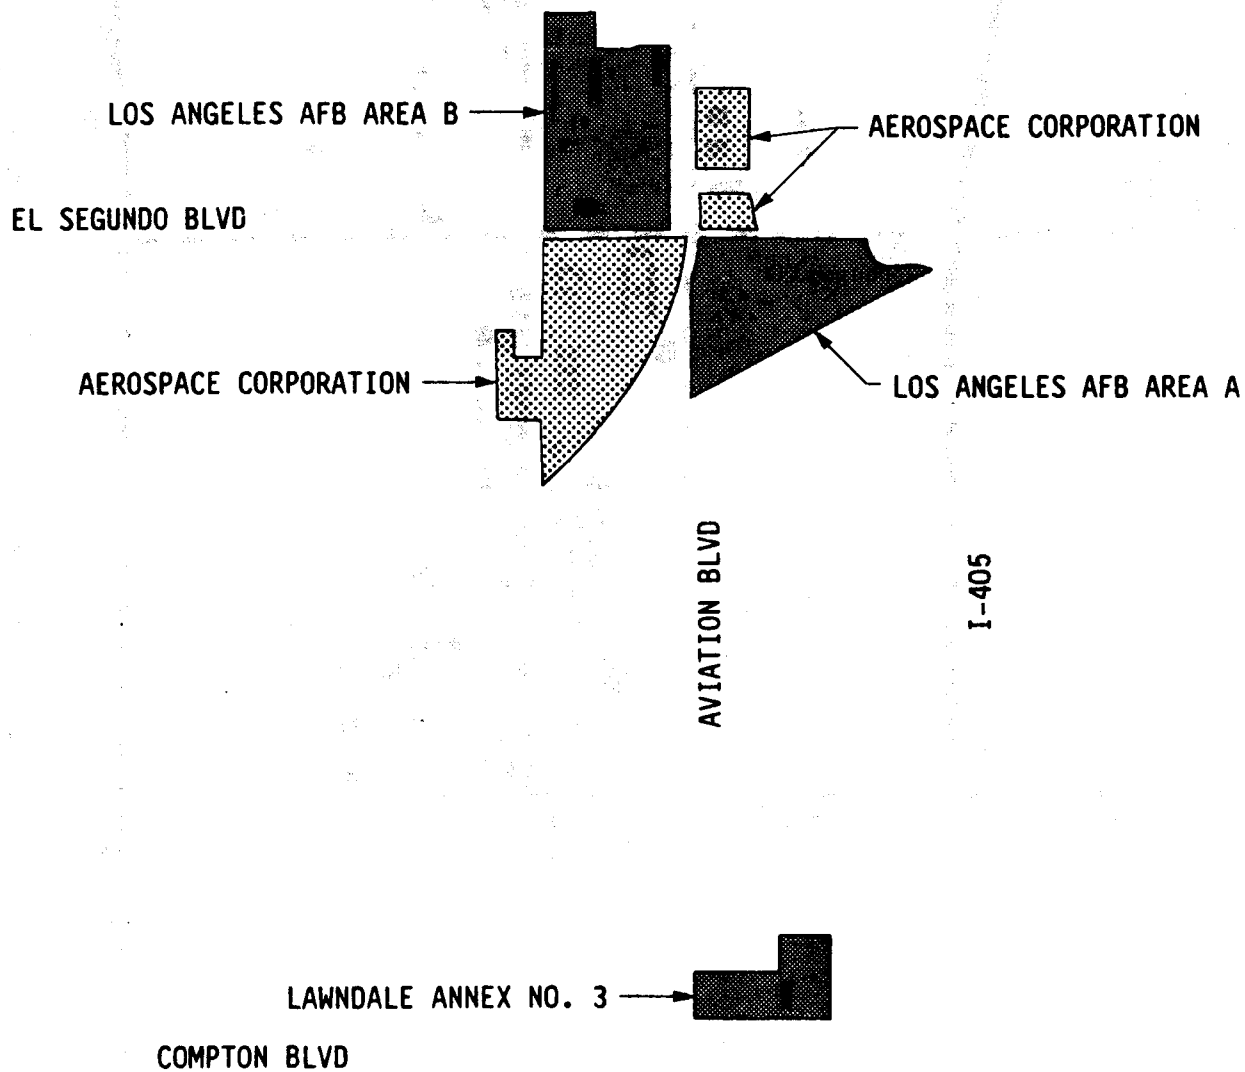 LOS ANGELES AFB AREA B
AEROSPACE CORPORATION
EL SEGUNDO BLVD
AEROSPACE CORPORATION
LOS ANGELES AFB AREA A
AVIATION BLVD
I-405
LAWNDALE ANNEX NO. 3
COMPTON BLVD